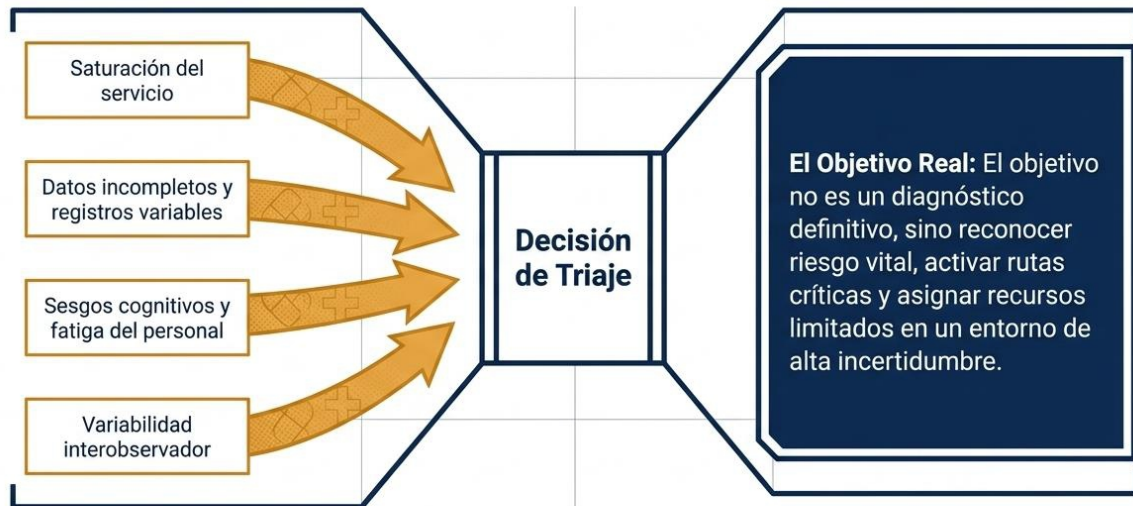 Saturación del
servicio
Datos incompletos y
registros variables
Sesgos cognitivos y
fatiga del personal
Variabilidad
interobservador
Decisión
de Triaje
El Objetivo Real: El objetivo
no es un diagnóstico
definitivo, sino reconocer
riesgo vital, activar rutas
críticas y asignar recursos
limitados en un entorno de
alta incertidumbre.